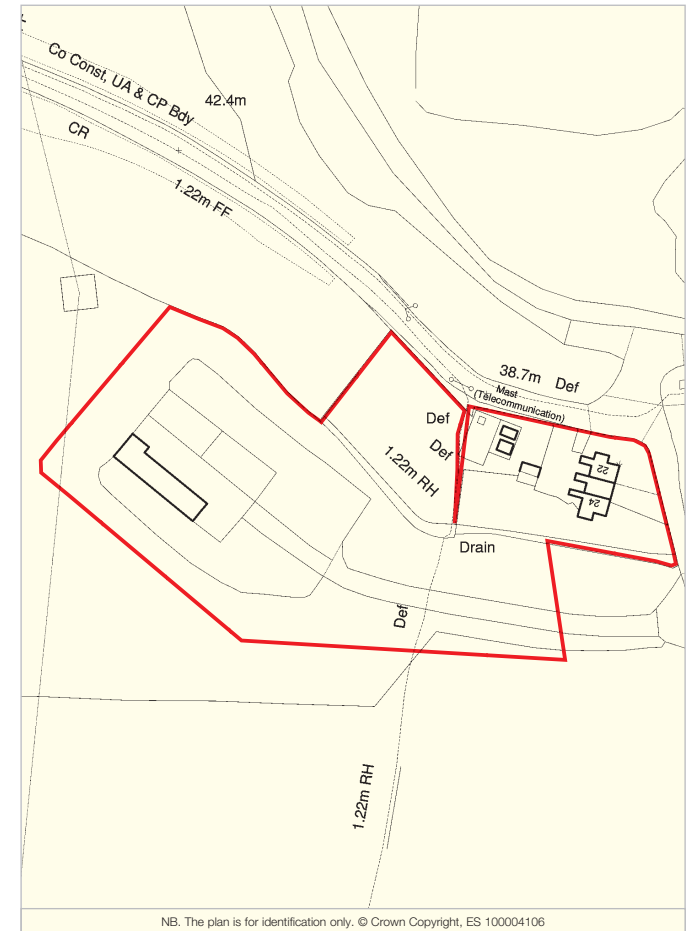 Co Const, UA & CP Bdy
42.4m
CR
1.22m FF
38.7m Def
Mast
(Telecommunication)
Def
Def
1.22m RH
22
24
Drain
Def
1.22m RH
NB. The plan is for identification only. © Crown Copyright, ES 100004106